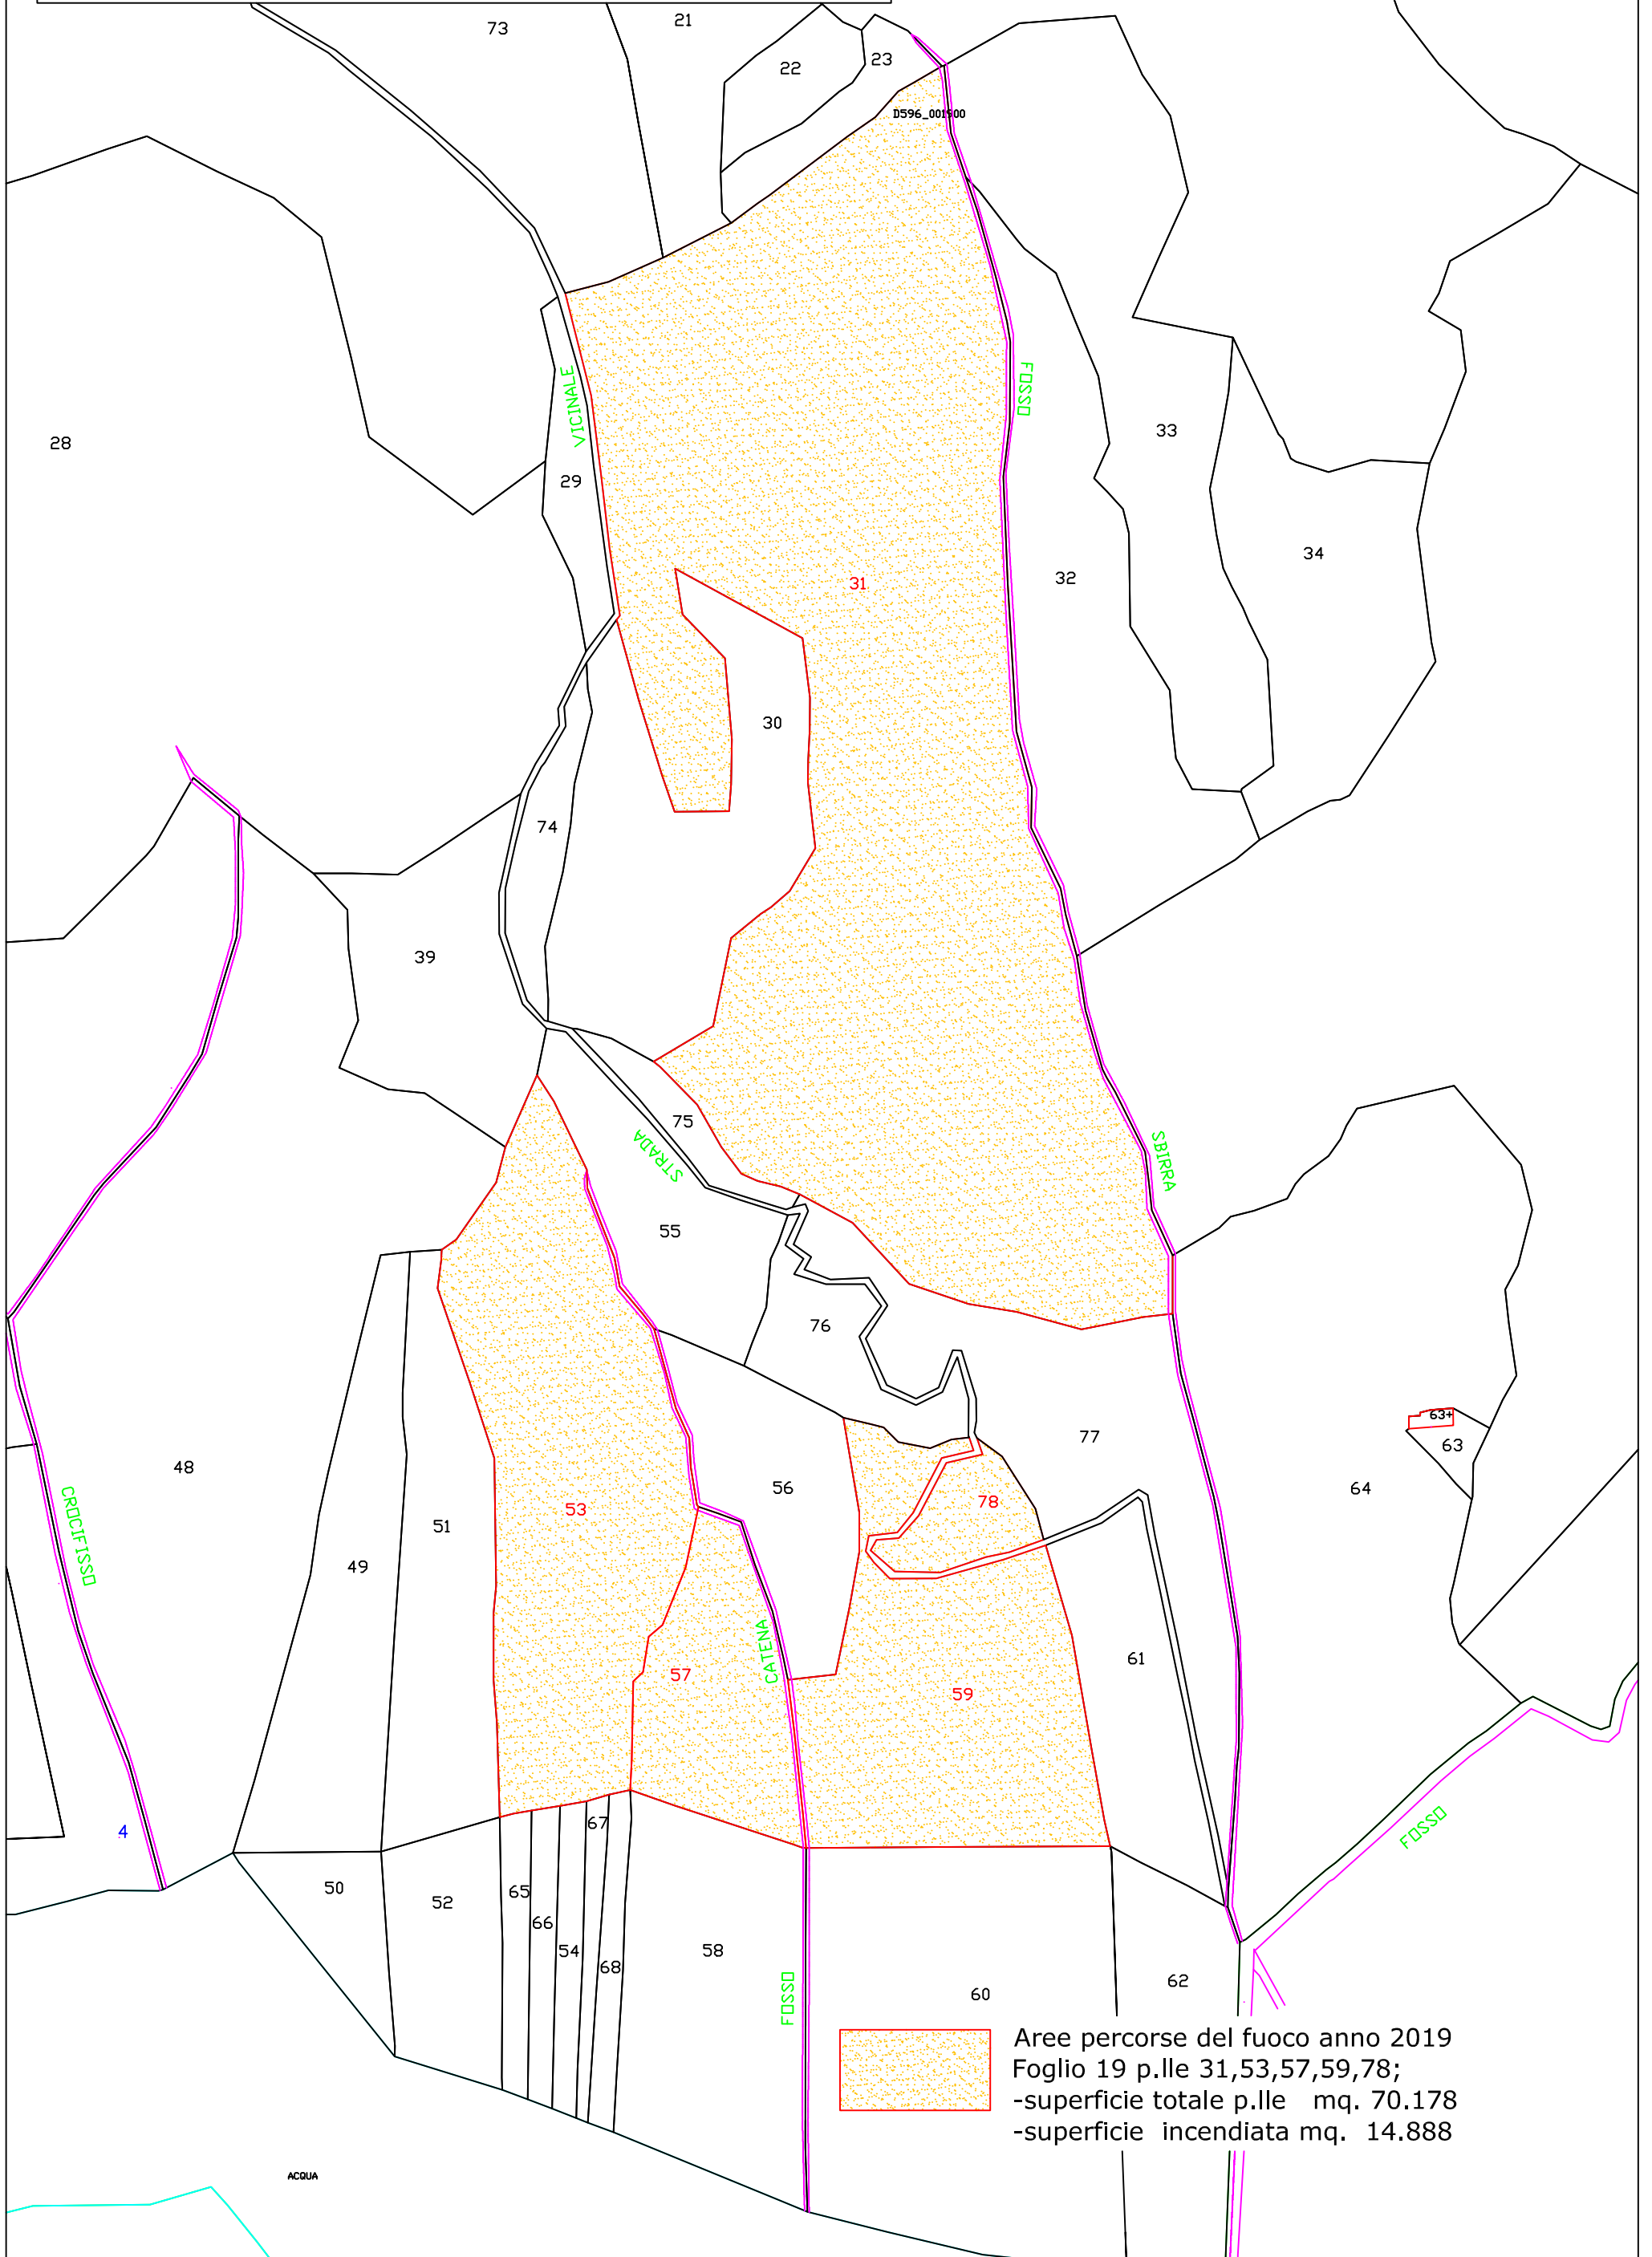 73
21
22
23
D596_001900
VICINALE
FOSSO
28
29
33
34
31
32
30
74
39
75
STRADA
SBIRRA
55
76
77
63+
63
64
48
CROCIFISSO
53
56
78
51
49
CATENA
57
59
61
4
67
FOSSO
50
52
65
66
54
68
58
FOSSO
60
62
Aree percorse del fuoco anno 2019
Foglio 19 p.lle 31,53,57,59,78;
-superficie totale p.lle mq. 70.178
-superficie incendiata mq. 14.888
ACQUA